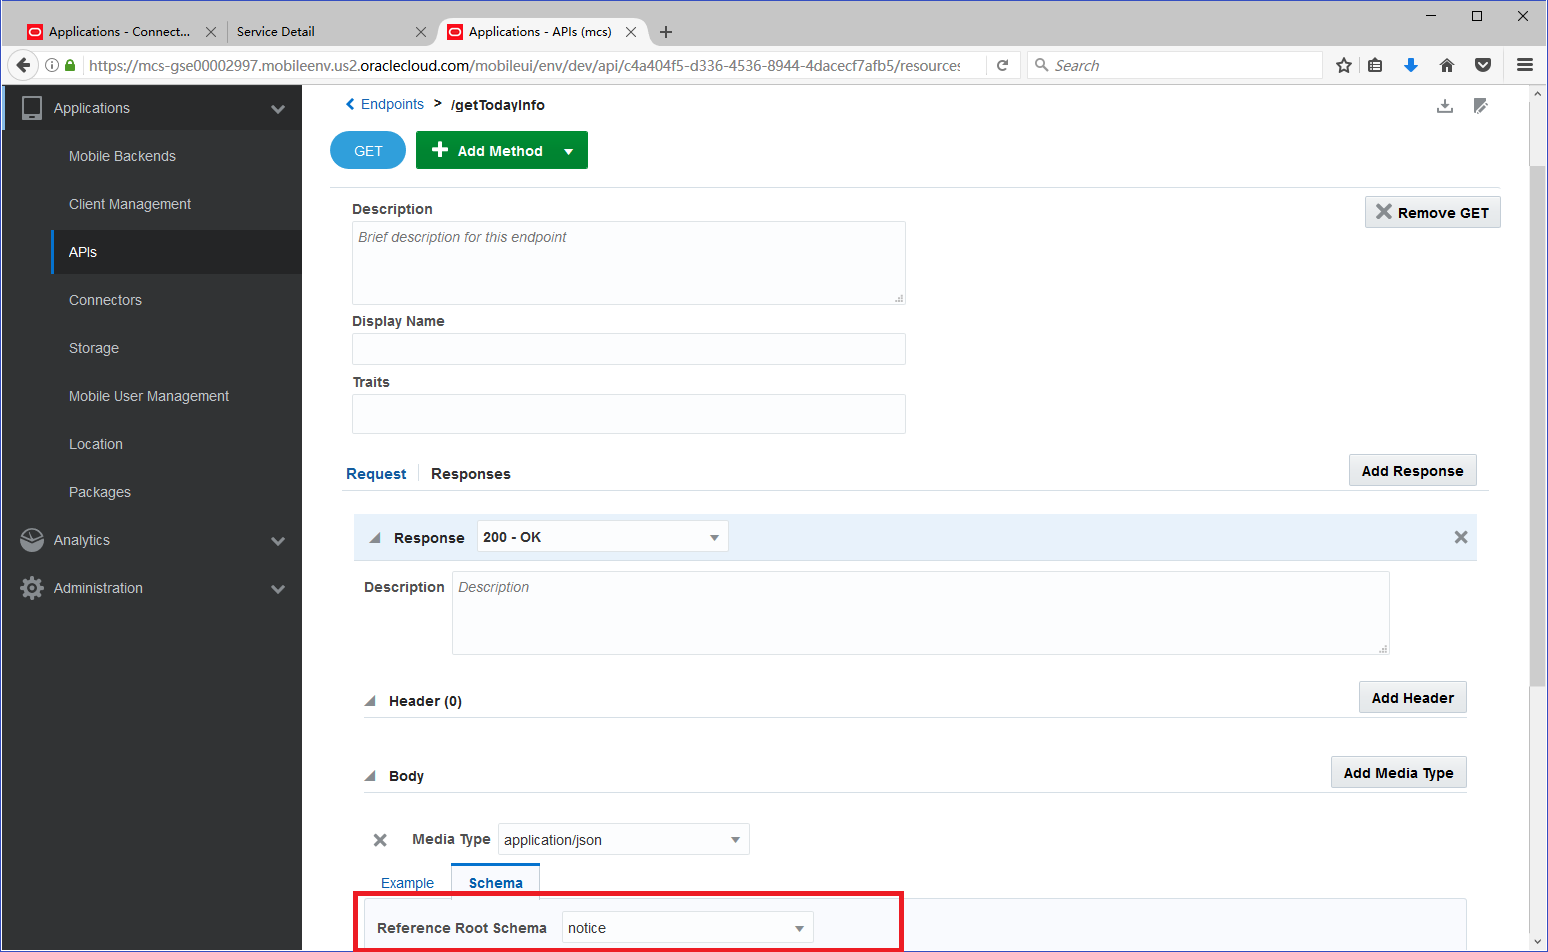 Applications - Connect...
Service Detail
Applications - APIs (mcs)
https://mcs-gse00002997.mobileenv.us2.oraclecloud.com/mobileui/env/dev/api/c4a404f5-d336-4536-8944-4dacecf7afb5/resources
Search
Applications
Mobile Backends
Client Management
APIs
Connectors
Storage
Mobile User Management
Location
Packages
Analytics
Administration
Endpoints > /getTodayInfo
GET
Add Method
Description
Remove GET
Brief description for this endpoint
Display Name
Traits
Request
Responses
Add Response
Response
200 - OK
Description
Description
Header (0)
Add Header
Body
Add Media Type
Media Type
application/json
Example
Schema
Reference Root Schema
notice